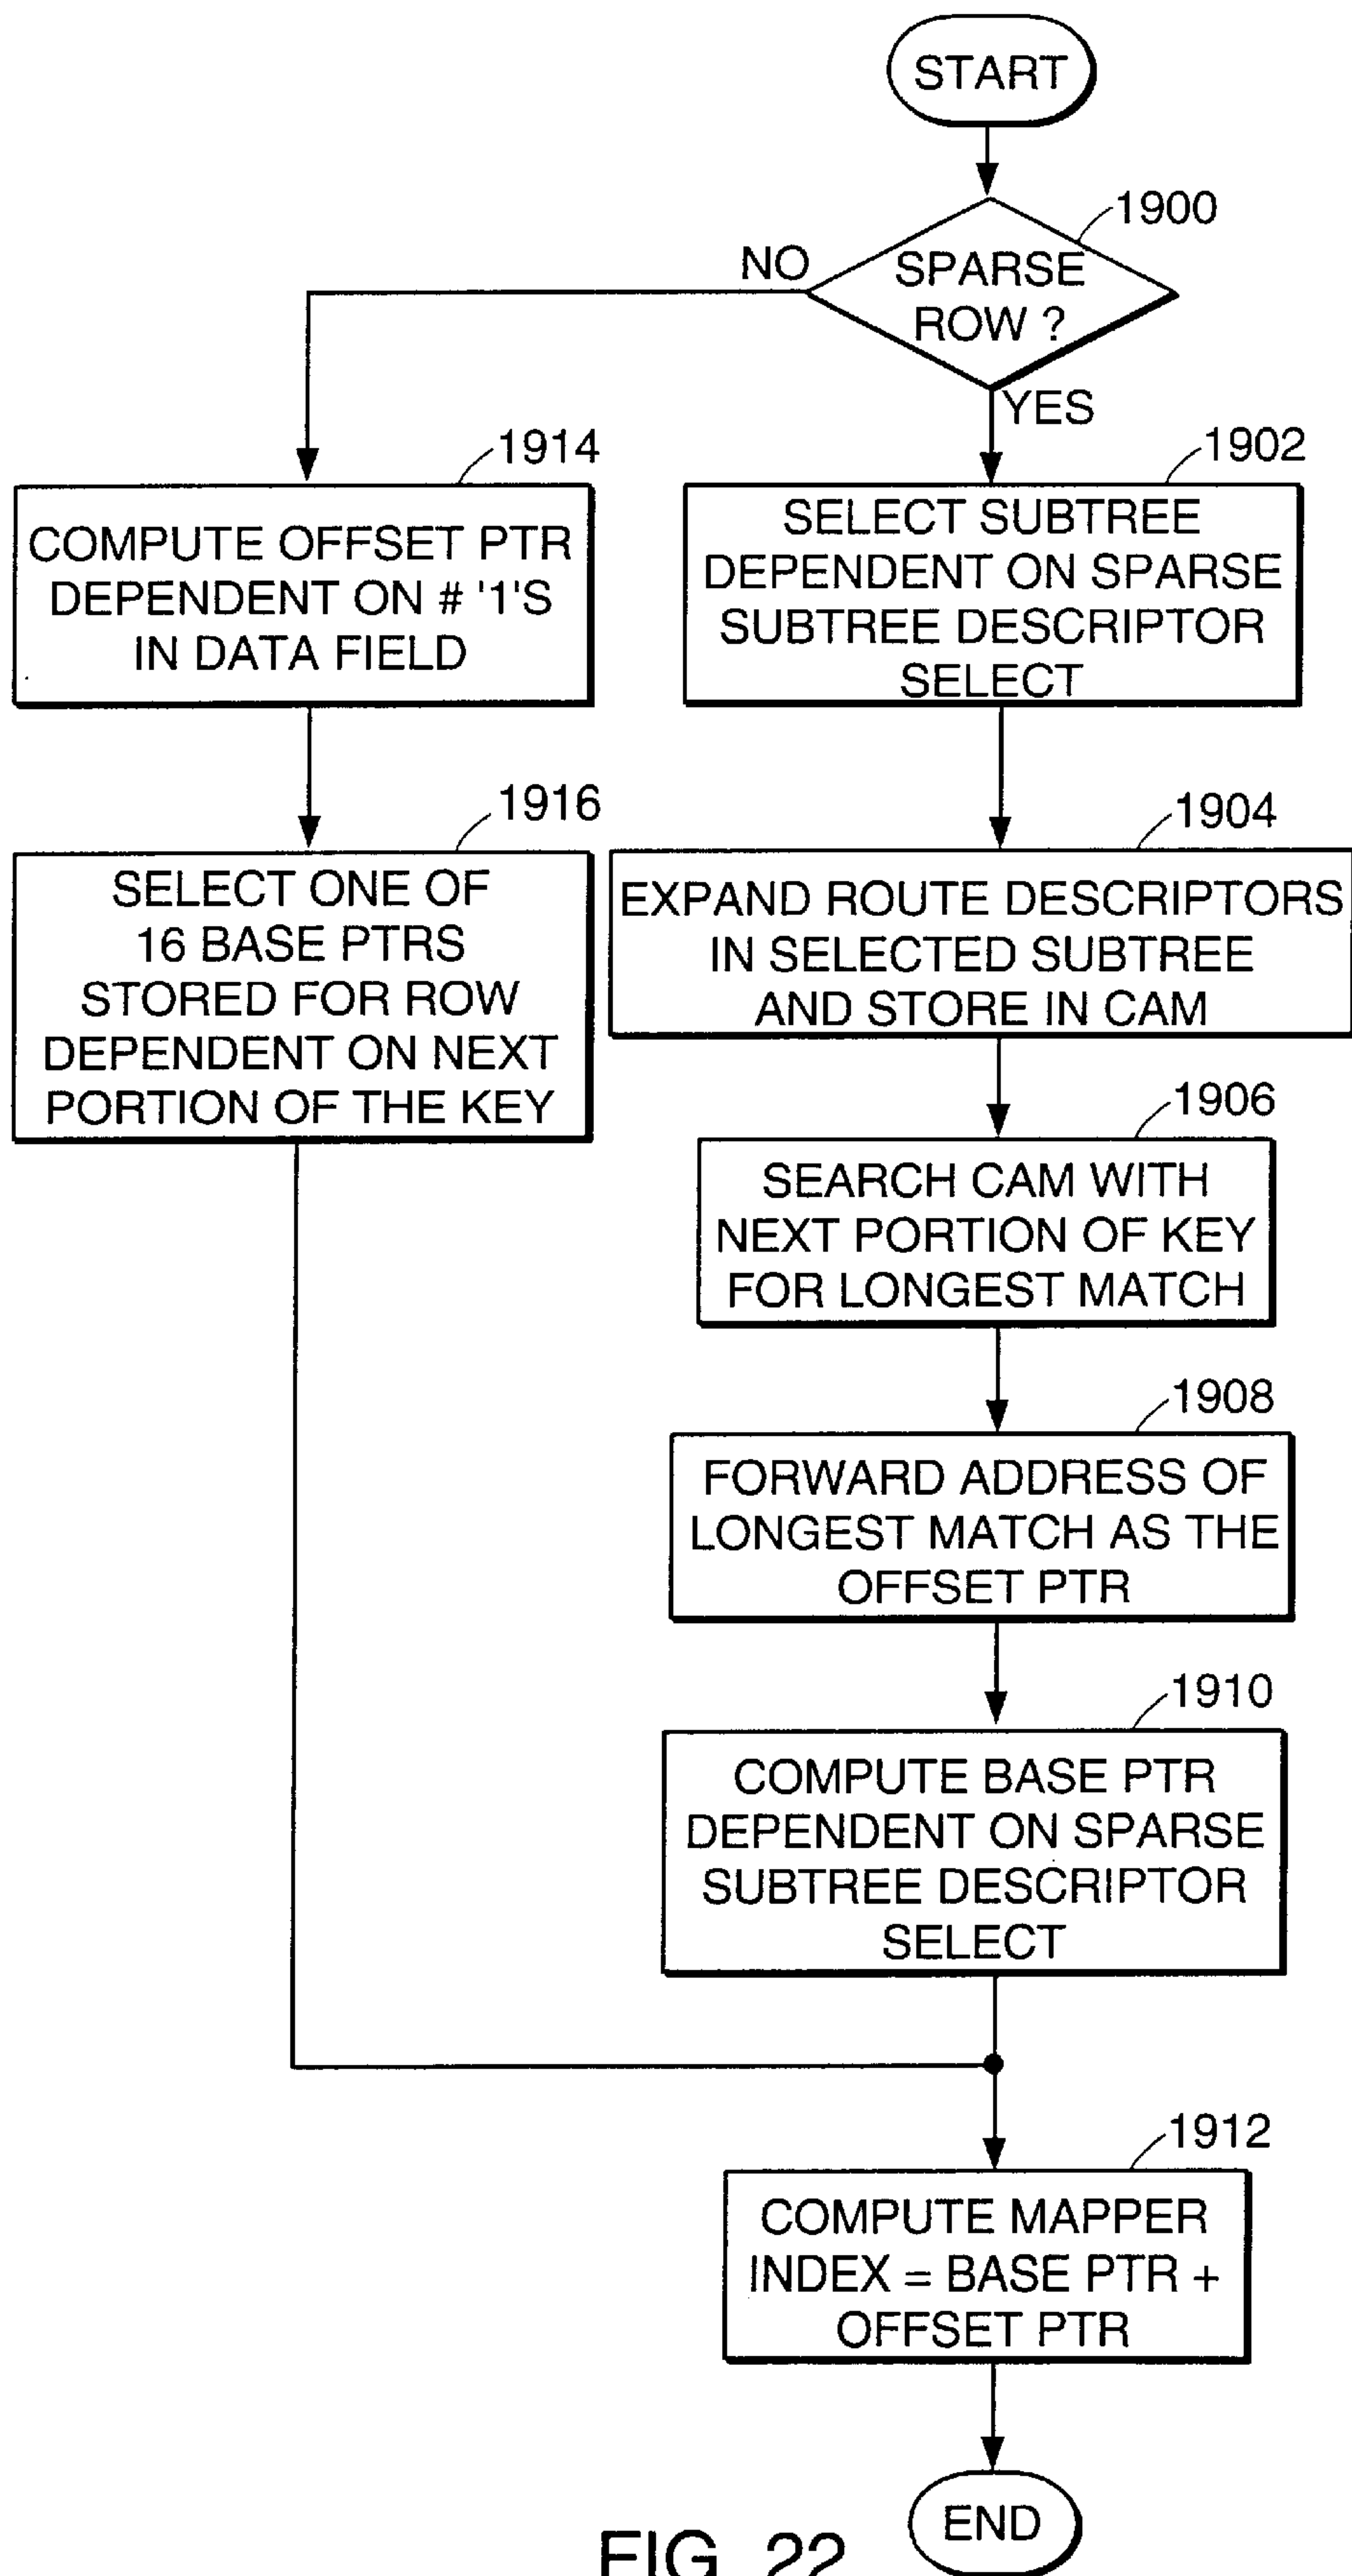 START
1900
NO
SPARSE
ROW ?
YES
1914
COMPUTE OFFSET PTR
DEPENDENT ON # '1'S
IN DATA FIELD
1902
SELECT SUBTREE
DEPENDENT ON SPARSE
SUBTREE DESCRIPTOR
SELECT
1916
SELECT ONE OF
16 BASE PTRS
STORED FOR ROW
DEPENDENT ON NEXT
PORTION OF THE KEY
1904
EXPAND ROUTE DESCRIPTORS
IN SELECTED SUBTREE
AND STORE IN CAM
1906
SEARCH CAM WITH
NEXT PORTION OF KEY
FOR LONGEST MATCH
1908
FORWARD ADDRESS OF
LONGEST MATCH AS THE
OFFSET PTR
1910
COMPUTE BASE PTR
DEPENDENT ON SPARSE
SUBTREE DESCRIPTOR
SELECT
1912
COMPUTE MAPPER
INDEX = BASE PTR +
OFFSET PTR
END
FIG. 22